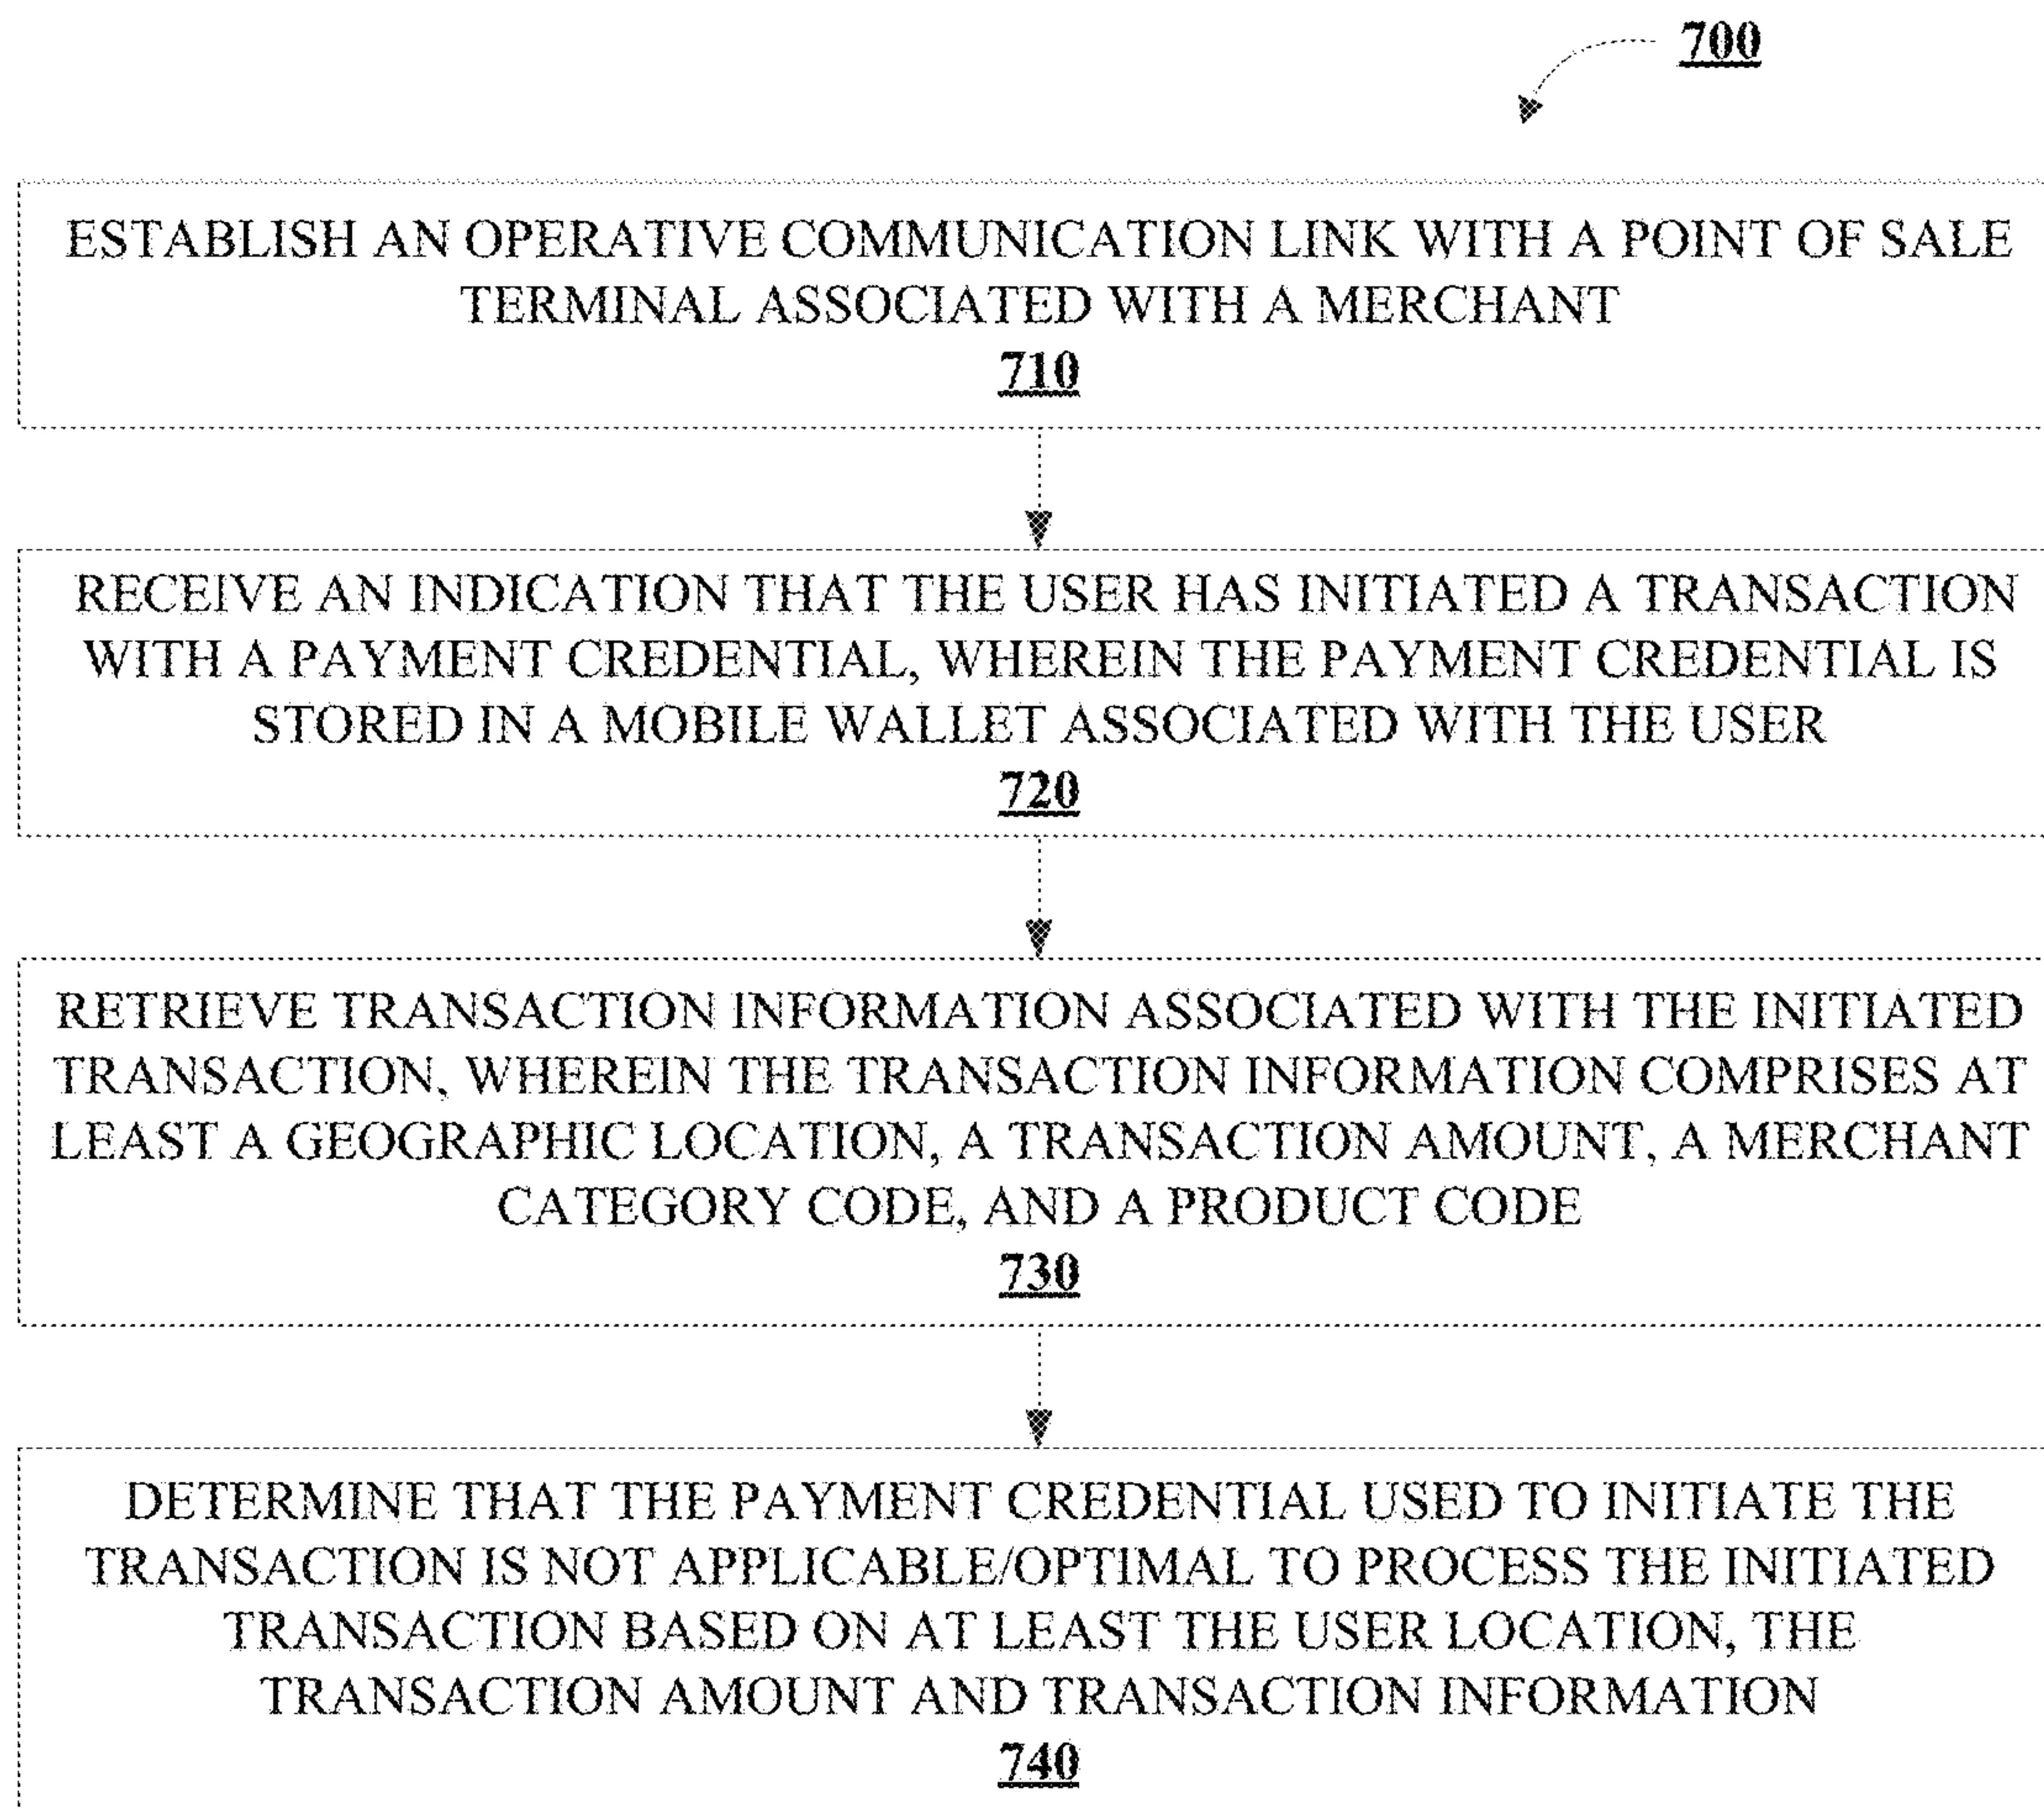 700
ESTABLISH AN OPERATIVE COMMUNICATION LINK WITH A POINT OF SALE
TERMINAL ASSOCIATED WITH A MERCHANT
710
RECEIVE AN INDICATION THAT THE USER HAS INITIATED A TRANSACTION
WITH A PAYMENT CREDENTIAL, WHEREIN THE PAYMENT CREDENTIAL IS
STORED IN A MOBILE WALLET ASSOCIATED WITH THE USER
720
RETRIEVE TRANSACTION INFORMATION ASSOCIATED WITH THE INITIATED
TRANSACTION, WHEREIN THE TRANSACTION INFORMATION COMPRISES AT
LEAST A GEOGRAPHIC LOCATION, A TRANSACTION AMOUNT, A MERCHANT
CATEGORY CODE, AND A PRODUCT CODE
730
DETERMINE THAT THE PAYMENT CREDENTIAL USED TO INITIATE THE
TRANSACTION IS NOT APPLICABLE/OPTIMAL TO PROCESS THE INITIATED
TRANSACTION BASED ON AT LEAST THE USER LOCATION, THE
TRANSACTION AMOUNT AND TRANSACTION INFORMATION
740